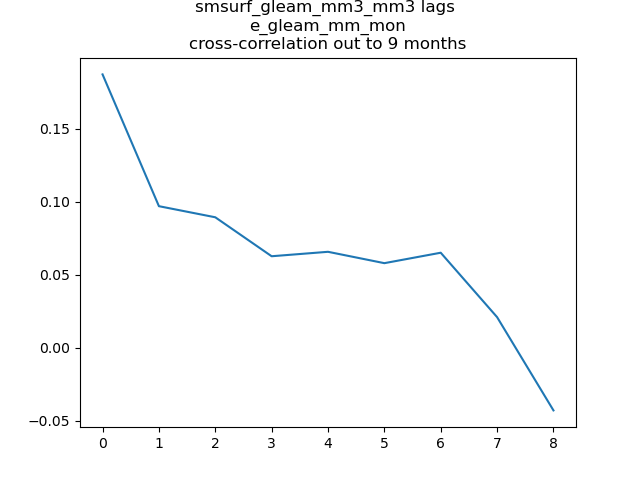 smsurf_gleam_mm3_mm3 lags
e_gleam_mm_mon
cross-correlation out to 9 months
0.15
0.10
0.05
0.00
−0.05
0 1 2 3 4 5 6 7 8